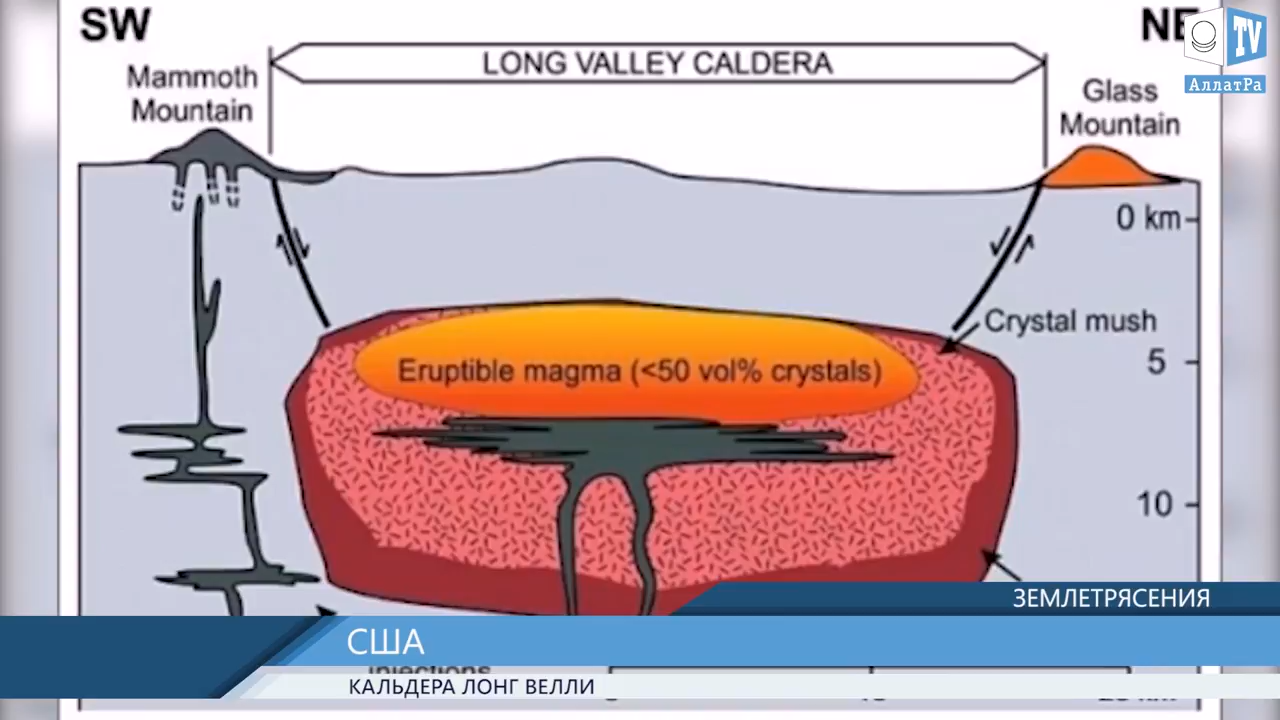 SW
NE
TV
АллатРа
LONG VALLEY CALDERA
Mammoth
Mountain
Glass
Mountain
0 km
Crystal mush
Eruptible magma (<50 vol% crystals)
5
10
ЗЕМЛЕТРЯСЕНИЯ
США
КАЛЬДЕРА ЛОНГ ВЕЛЛИ